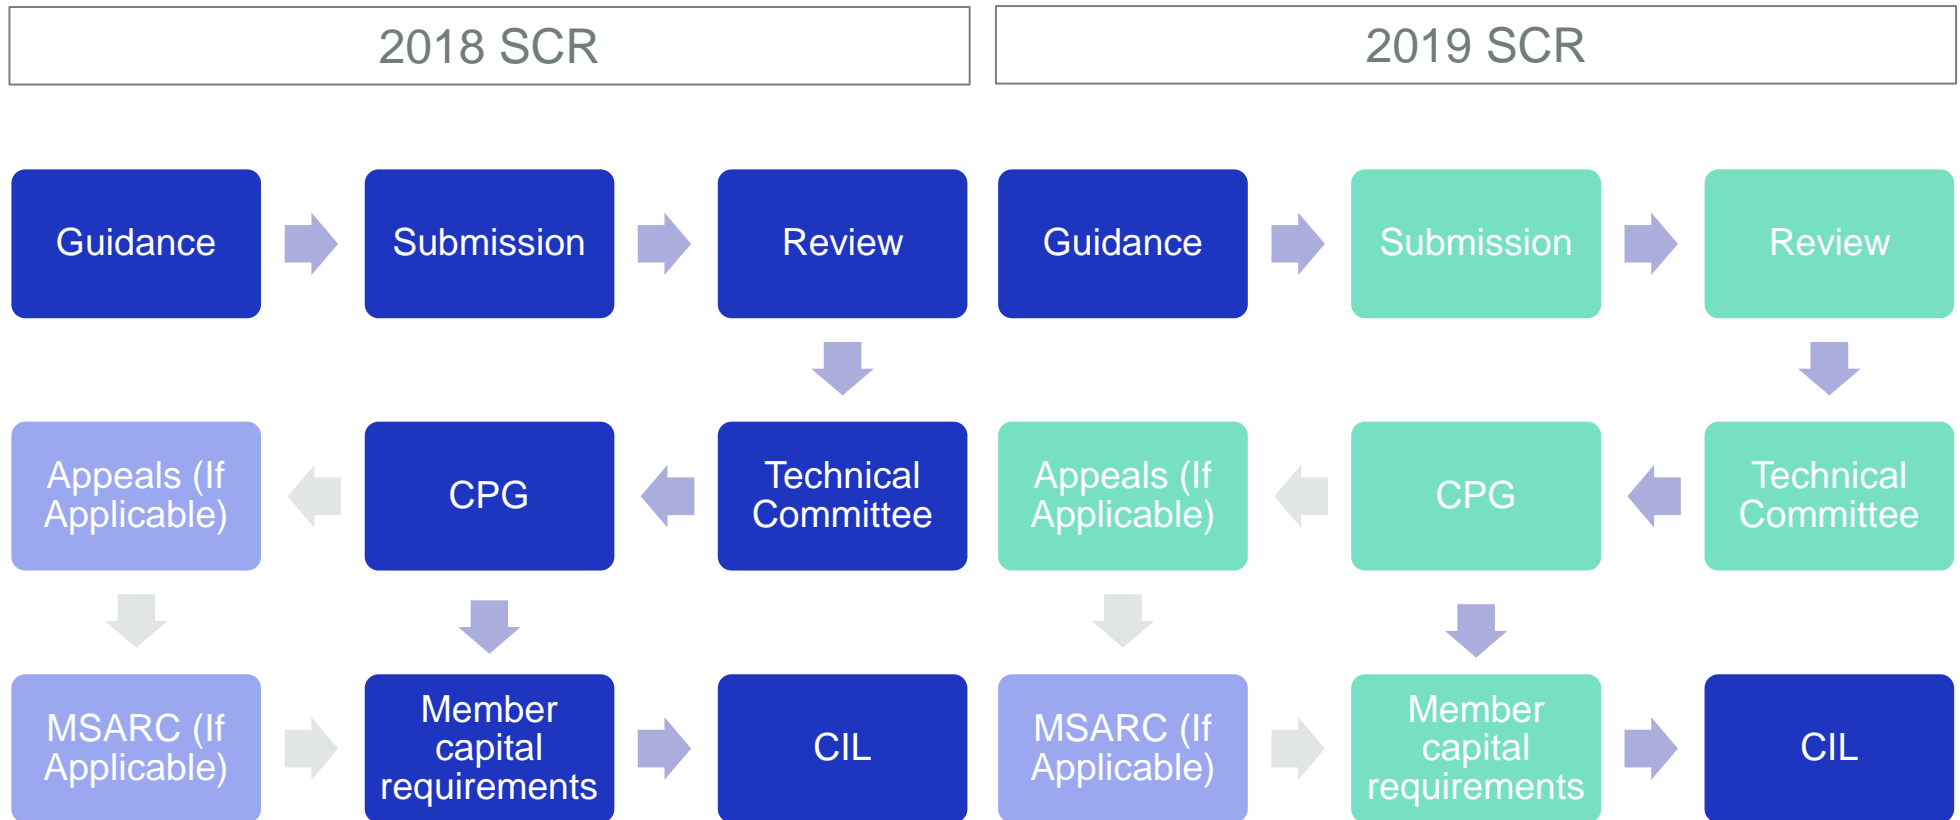 2018 SCR
2019 SCR
Guidance
Submission
Review
Guidance
Submission
Review
Appeals (If
Applicable)
CPG
Technical
Committee
Appeals (If
Applicable)
CPG
Technical
Committee
MSARC (If
Applicable)
Member
capital
requirements
CIL
MSARC (If
Applicable)
Member
capital
requirements
CIL